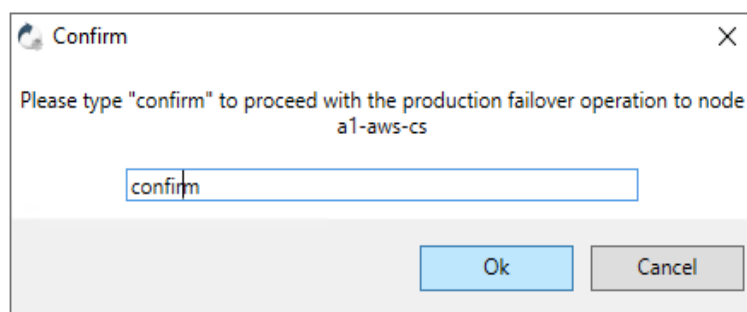 Confirm
Please type "confirm" to proceed with the production failover operation to node
a1-aws-cs
confirm
Ok
Cancel